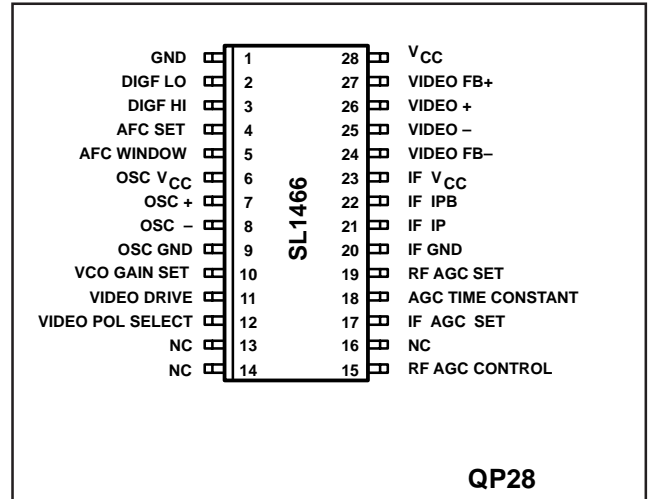 GND 1 28 VCC
DIGF LO 2 27 VIDEO FB+
DIGF HI 3 26 VIDEO +
AFC SET 4 25 VIDEO –
AFC WINDOW 5 24 VIDEO FB–
OSC VCC 6 23 IF VCC
OSC + 7 22 IF IPB
OSC – 8 21 IF IP
OSC GND 9 20 IF GND
VCO GAIN SET 10 19 RF AGC SET
VIDEO DRIVE 11 18 AGC TIME CONSTANT
VIDEO POL SELECT 12 17 IF AGC SET
NC 13 16 NC
NC 14 15 RF AGC CONTROL
SL1466
QP28